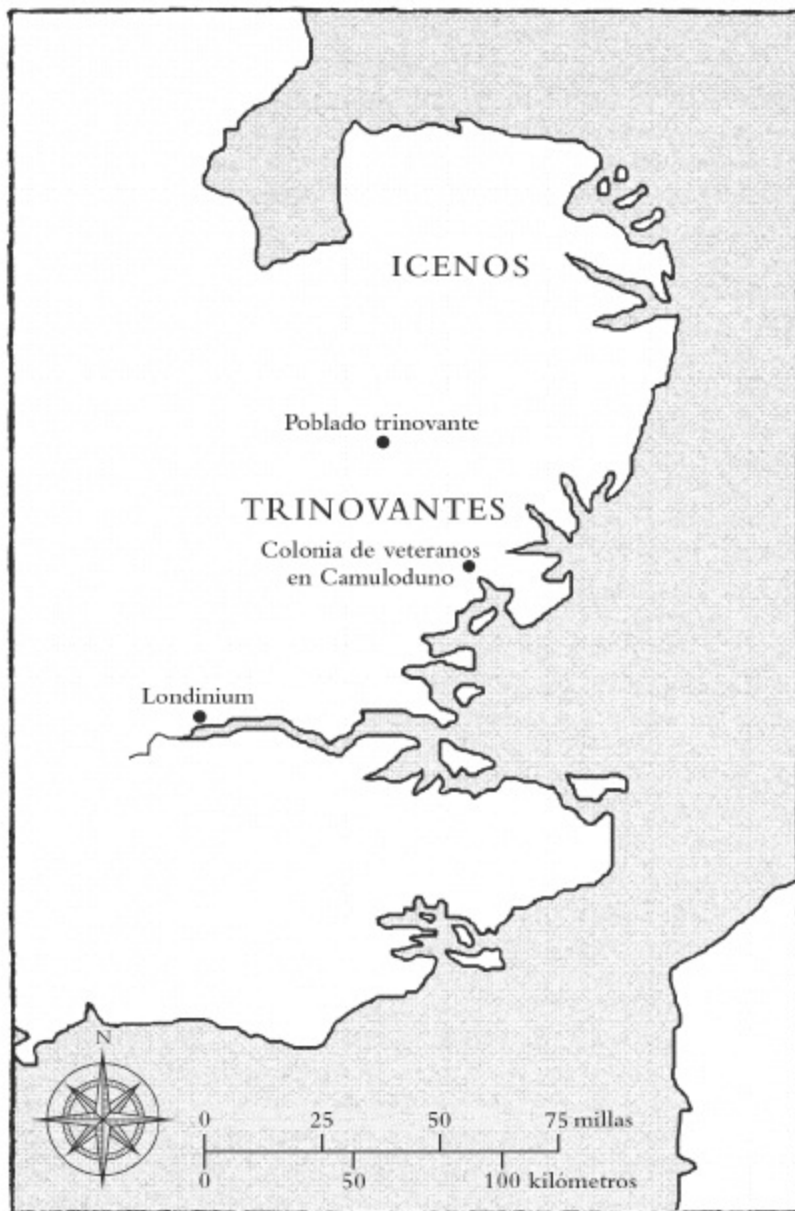 ICENOS
Poblado trinovante
TRINOVANTES
Colonia de veteranos
en Camuloduno
Londinium
N
0 25 50 75 millas
0 50 100 kilómetros